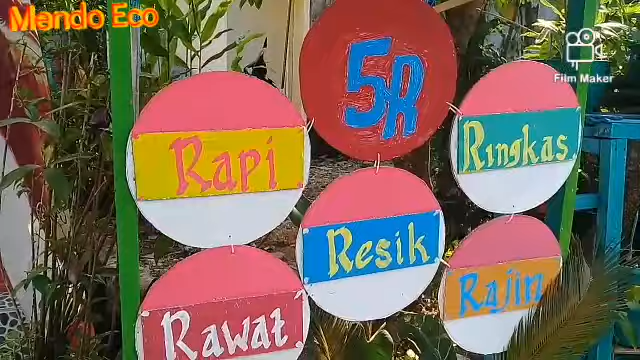 Mando Eco
Film Maker
5R
Rapi
Ringkas
Resik
Rawat
Rajin